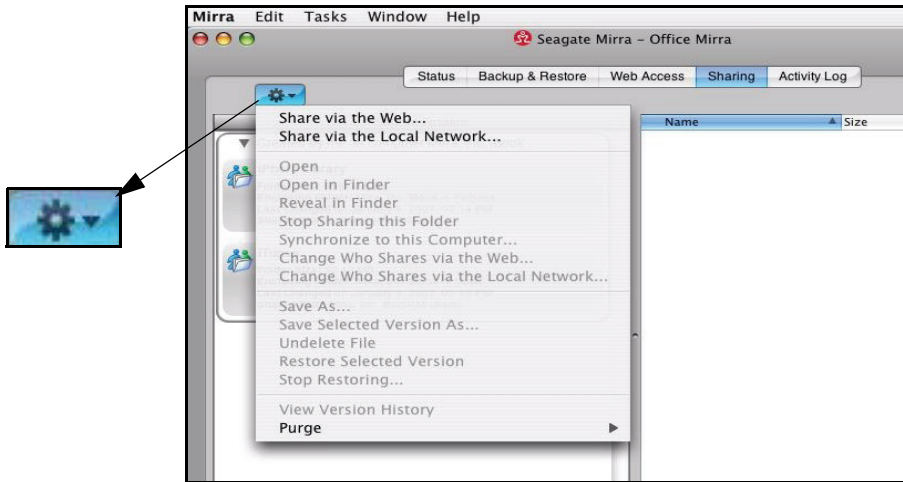 Mirra Edit Tasks Window Help
Seagate Mirra – Office Mirra
Status Backup & Restore Web Access Sharing Activity Log
Share via the Web...
Share via the Local Network...
Name Size
Open
Open in Finder
Reveal in Finder
Stop Sharing this Folder
Synchronize to this Computer...
Change Who Shares via the Web...
Change Who Shares via the Local Network...
Save As...
Save Selected Version As...
Undelete File
Restore Selected Version
Stop Restoring...
View Version History
Purge